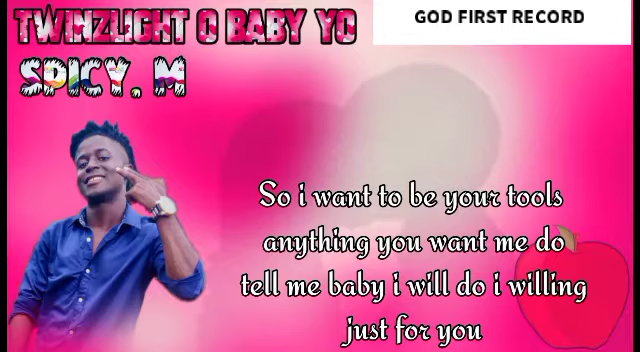 TWINZLIGHT O BABY YO
GOD FIRST RECORD
SPICY. M
So i want to be your tools
anything you want me do
tell me baby i will do i willing
just for you